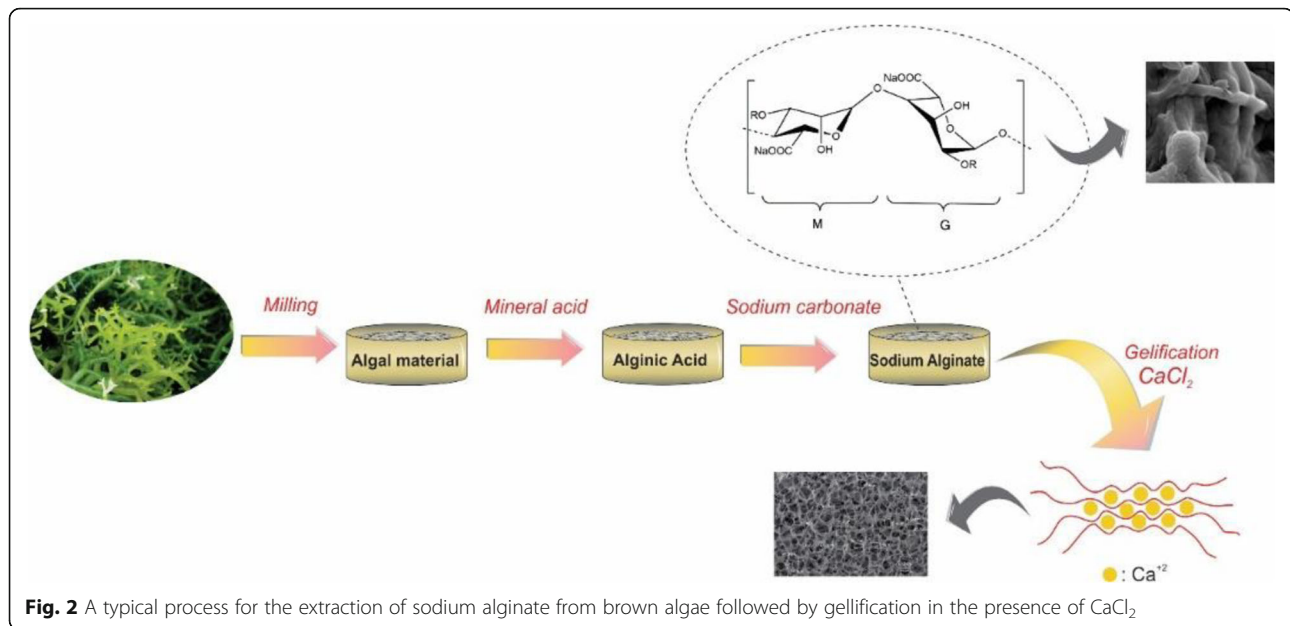 NaOOC
O
OH
RO
O
O
O
NaOOC
OH
OR
M
G
Milling
Mineral acid
Sodium carbonate
Algal material
Alginic Acid
Sodium Alginate
Gelification
CaCl₂
: Ca⁺²
Fig. 2 A typical process for the extraction of sodium alginate from brown algae followed by gellification in the presence of CaCl₂